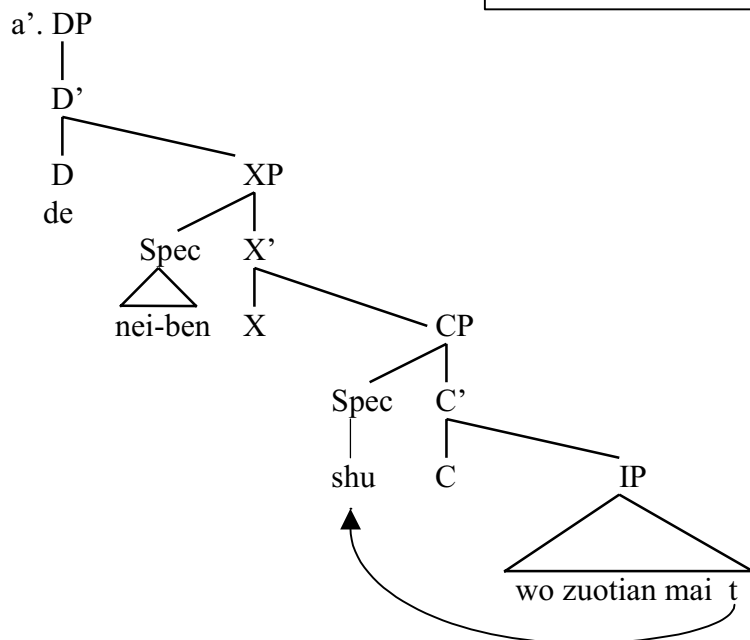 a’. DP
D’
D XP
de
Spec X’
nei-ben X CP
Spec C’
shu C IP
wo zuotian mai t